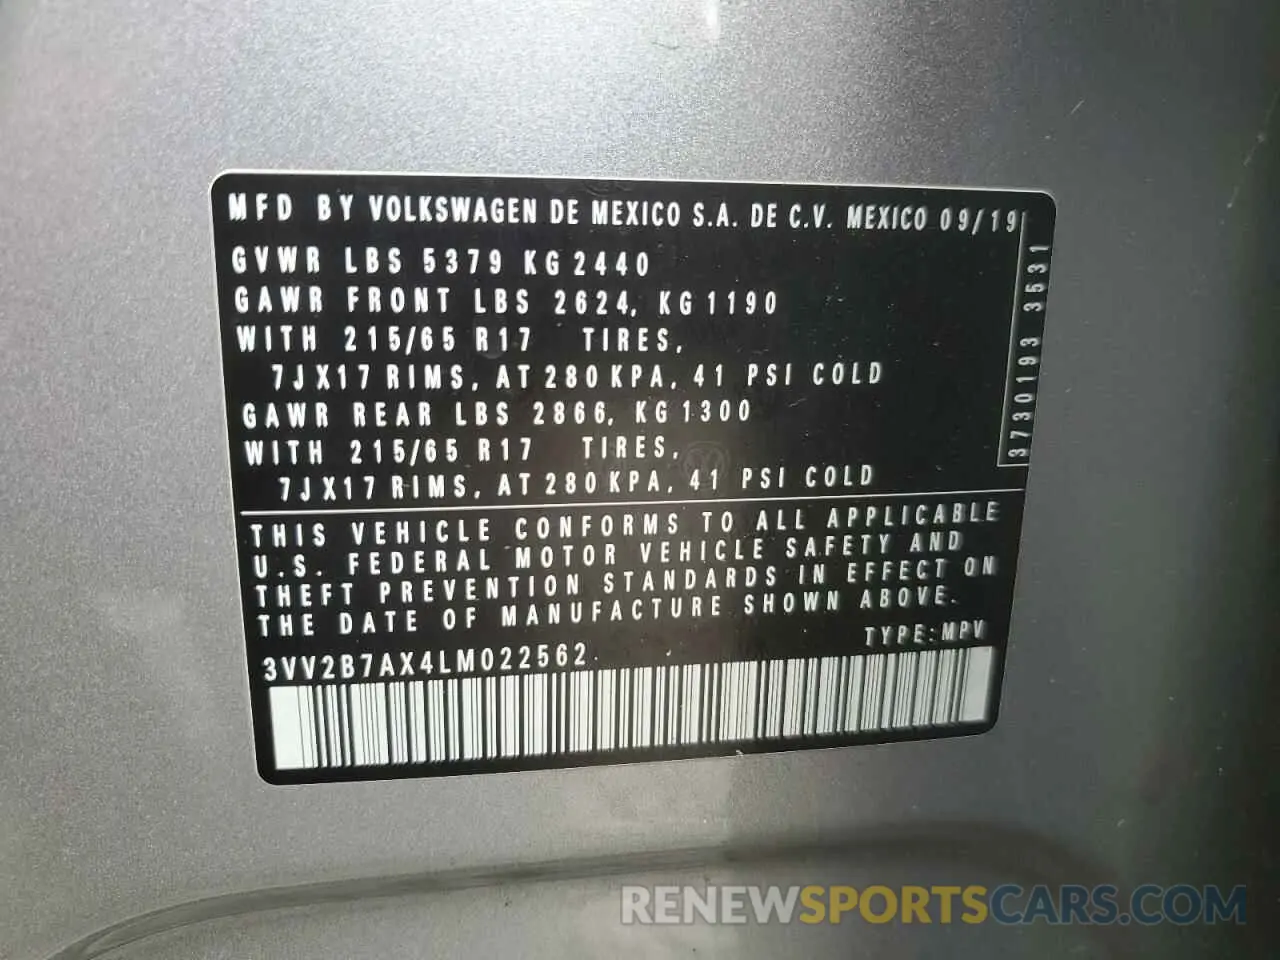 MFD BY VOLKSWAGEN DE MEXICO S.A. DE C.V. MEXICO 09/19
GVWR LBS 5379 KG 2440
GAWR FRONT LBS 2624, KG 1190
WITH 215/65 R17 TIRES,
7JX17 RIMS, AT 280 KPA, 41 PSI COLD
GAWR REAR LBS 2866, KG 1300
WITH 215/65 R17 TIRES,
7JX17 RIMS, AT 280 KPA, 41 PSI COLD
3730193 3531
THIS VEHICLE CONFORMS TO ALL APPLICABLE
U.S. FEDERAL MOTOR VEHICLE SAFETY AND
THEFT PREVENTION STANDARDS IN EFFECT ON
THE DATE OF MANUFACTURE SHOWN ABOVE.
TYPE: MPV
3VV2B7AX4LM022562
RENEWSPORTSCARS.COM